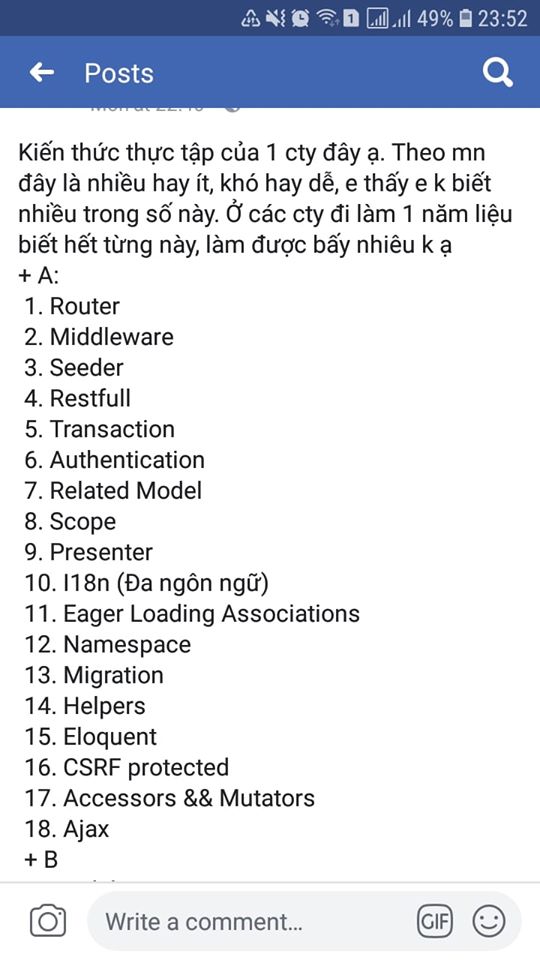 49% 23:52
Posts
Kiến thức thực tập của 1 cty đây ạ. Theo mn
đây là nhiều hay ít, khó hay dễ, e thấy e k biết
nhiều trong số này. Ở các cty đi làm 1 năm liệu
biết hết từng này, làm được bấy nhiêu k ạ
+ A:
1. Router
2. Middleware
3. Seeder
4. Restfull
5. Transaction
6. Authentication
7. Related Model
8. Scope
9. Presenter
10. I18n (Đa ngôn ngữ)
11. Eager Loading Associations
12. Namespace
13. Migration
14. Helpers
15. Eloquent
16. CSRF protected
17. Accessors && Mutators
18. Ajax
+ B
Write a comment...
GIF